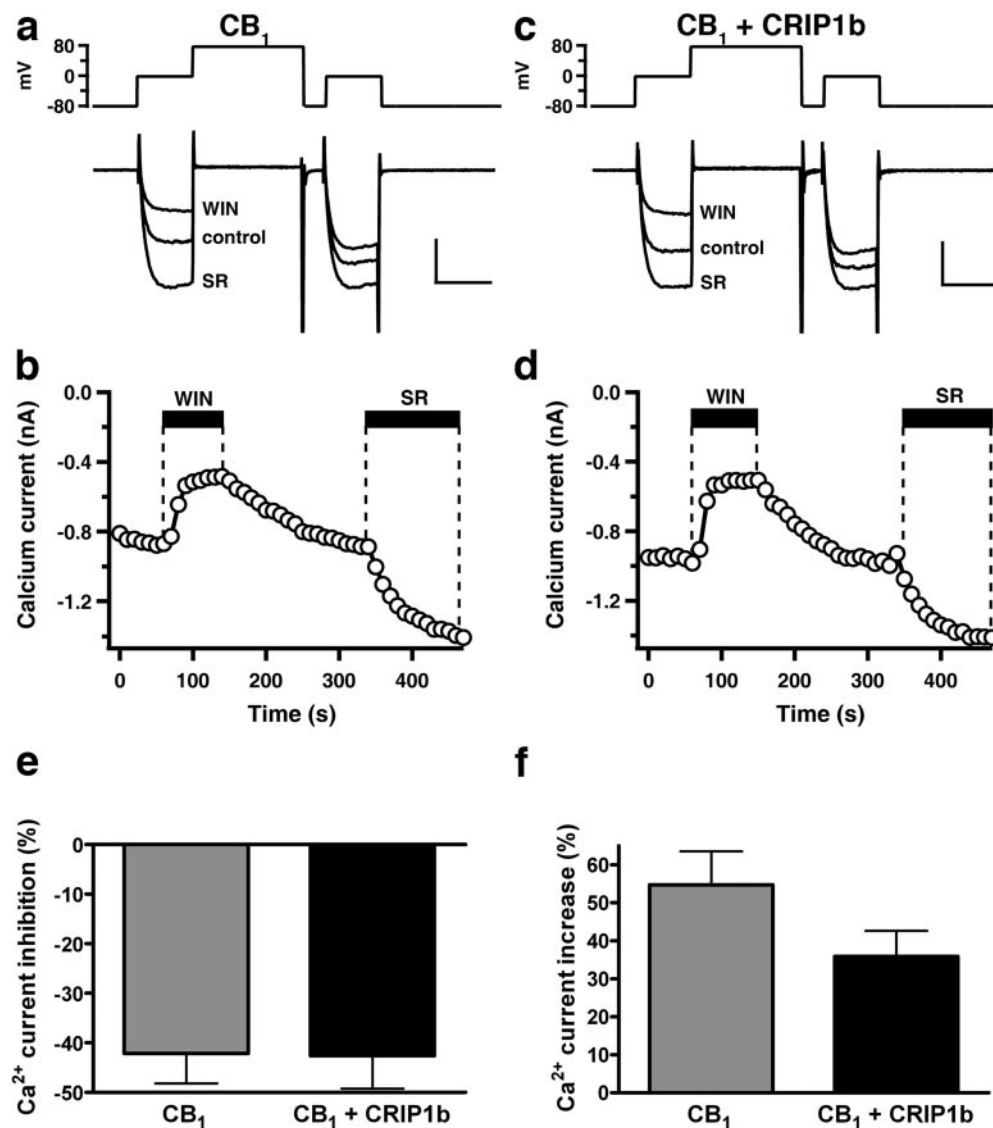 a
CB₁
80
0
-80
mV
WIN
control
SR
c
CB₁ + CRIP1b
80
0
-80
mV
WIN
control
SR
b
WIN
SR
0.0
-0.4
-0.8
-1.2
Calcium current (nA)
0 100 200 300 400
Time (s)
d
WIN
SR
0.0
-0.4
-0.8
-1.2
Calcium current (nA)
0 100 200 300 400
Time (s)
e
0
-10
-20
-30
-40
-50
Ca²⁺ current inhibition (%)
CB₁ CB₁ + CRIP1b
f
60
50
40
30
20
10
0
Ca²⁺ current increase (%)
CB₁ CB₁ + CRIP1b